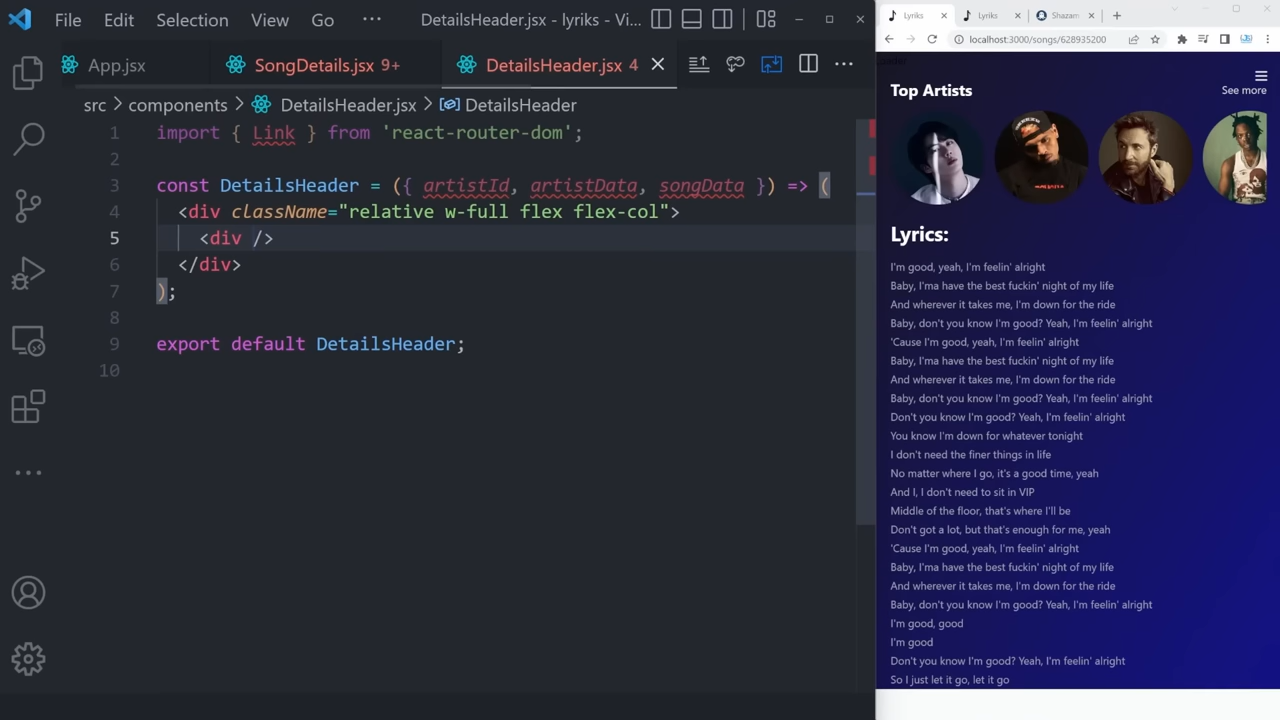 File Edit Selection View Go ··· DetailsHeader.jsx - lyriks - Vi...
App.jsx SongDetails.jsx 9+ DetailsHeader.jsx 4
src > components > DetailsHeader.jsx > DetailsHeader
1 import { Link } from 'react-router-dom';
2
3 const DetailsHeader = ({ artistId, artistData, songData }) => (
4 <div className="relative w-full flex flex-col">
5 <div />
6 </div>
7 );
8
9 export default DetailsHeader;
10
Lyriks Lyriks Shazam
localhost:3000/songs/628935200
Top Artists
See more
Lyrics:
I'm good, yeah, I'm feelin' alright
Baby, I'ma have the best fuckin' night of my life
And wherever it takes me, I'm down for the ride
Baby, don't you know I'm good? Yeah, I'm feelin' alright
'Cause I'm good, yeah, I'm feelin' alright
Baby, I'ma have the best fuckin' night of my life
And wherever it takes me, I'm down for the ride
Baby, don't you know I'm good? Yeah, I'm feelin' alright
Don't you know I'm good? Yeah, I'm feelin' alright
You know I'm down for whatever tonight
I don't need the finer things in life
No matter where I go, it's a good time, yeah
And I, I don't need to sit in VIP
Middle of the floor, that's where I'll be
Don't got a lot, but that's enough for me, yeah
'Cause I'm good, yeah, I'm feelin' alright
Baby, I'ma have the best fuckin' night of my life
And wherever it takes me, I'm down for the ride
Baby, don't you know I'm good? Yeah, I'm feelin' alright
I'm good, good
I'm good
Don't you know I'm good? Yeah, I'm feelin' alright
So I just let it go, let it go